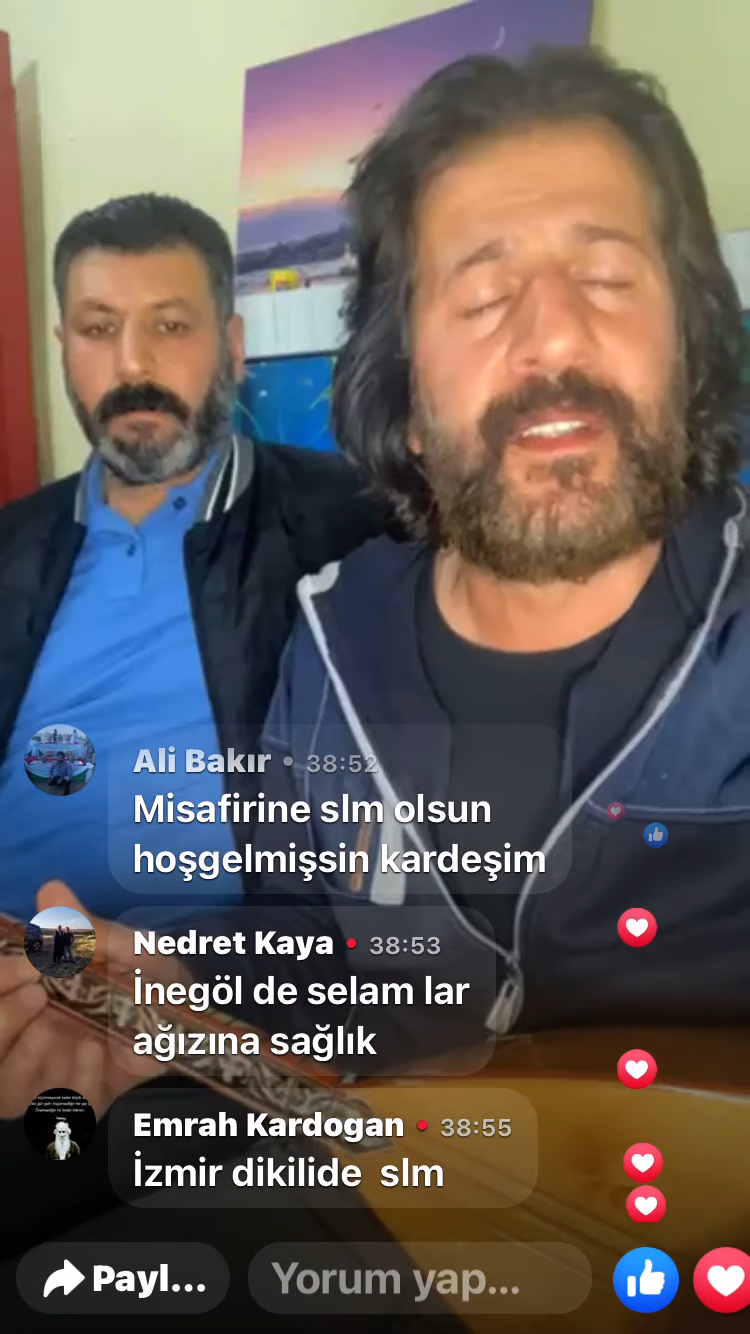 Ali Bakır • 38:52
Misafirine slm olsun
hoşgelmişsin kardeşim
Nedret Kaya • 38:53
İnegöl de selam lar
ağızına sağlık
Emrah Kardogan • 38:55
İzmir dikilide slm
Payl...
Yorum yap...